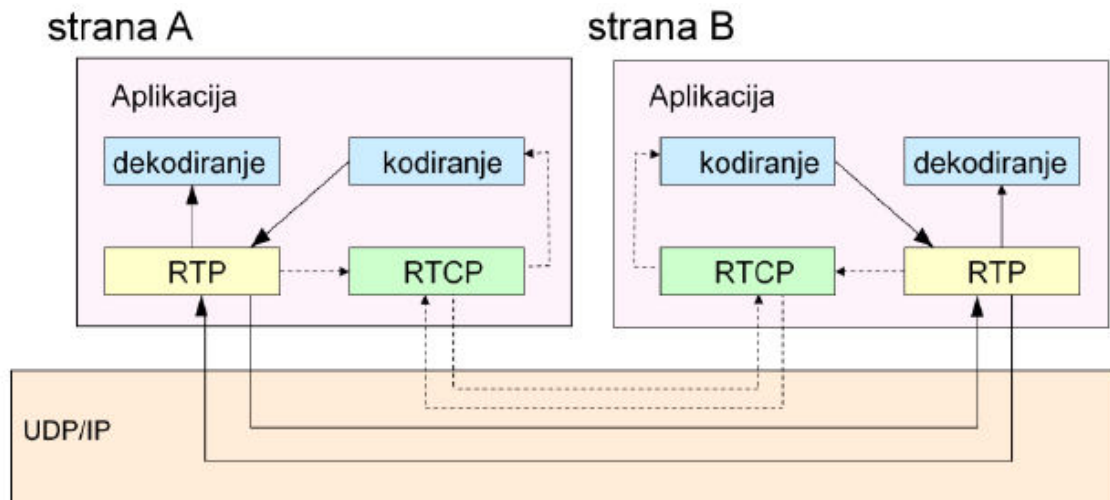 strana A
strana B
Aplikacija
Aplikacija
dekodiranje
kodiranje
kodiranje
dekodiranje
RTP
RTCP
RTCP
RTP
UDP/IP